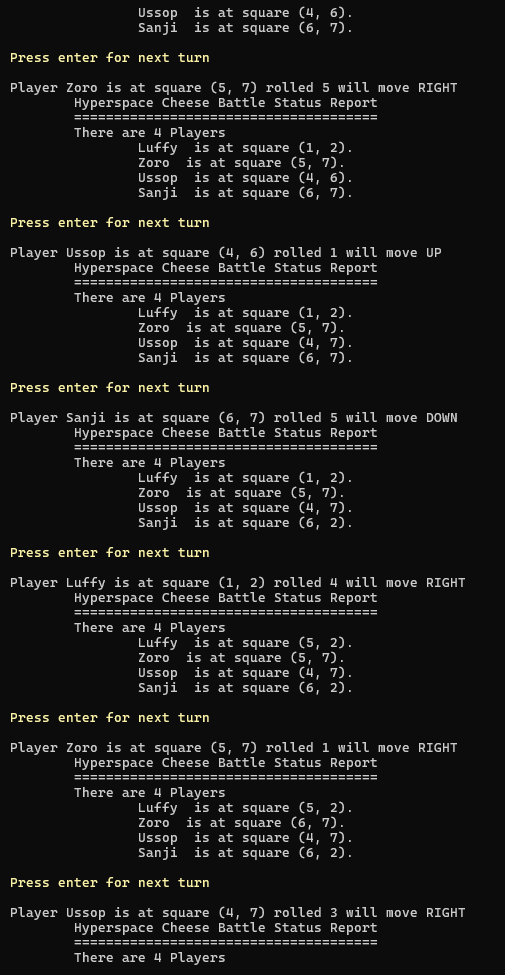 Ussop  is at square (4, 6).
Sanji  is at square (6, 7).
Press enter for next turn
Player Zoro is at square (5, 7) rolled 5 will move RIGHT
Hyperspace Cheese Battle Status Report
======================================
There are 4 Players
Luffy  is at square (1, 2).
Zoro  is at square (5, 7).
Ussop  is at square (4, 6).
Sanji  is at square (6, 7).
Press enter for next turn
Player Ussop is at square (4, 6) rolled 1 will move UP
Hyperspace Cheese Battle Status Report
======================================
There are 4 Players
Luffy  is at square (1, 2).
Zoro  is at square (5, 7).
Ussop  is at square (4, 7).
Sanji  is at square (6, 7).
Press enter for next turn
Player Sanji is at square (6, 7) rolled 5 will move DOWN
Hyperspace Cheese Battle Status Report
======================================
There are 4 Players
Luffy  is at square (1, 2).
Zoro  is at square (5, 7).
Ussop  is at square (4, 7).
Sanji  is at square (6, 2).
Press enter for next turn
Player Luffy is at square (1, 2) rolled 4 will move RIGHT
Hyperspace Cheese Battle Status Report
======================================
There are 4 Players
Luffy  is at square (5, 2).
Zoro  is at square (5, 7).
Ussop  is at square (4, 7).
Sanji  is at square (6, 2).
Press enter for next turn
Player Zoro is at square (5, 7) rolled 1 will move RIGHT
Hyperspace Cheese Battle Status Report
======================================
There are 4 Players
Luffy  is at square (5, 2).
Zoro  is at square (6, 7).
Ussop  is at square (4, 7).
Sanji  is at square (6, 2).
Press enter for next turn
Player Ussop is at square (4, 7) rolled 3 will move RIGHT
Hyperspace Cheese Battle Status Report
======================================
There are 4 Players